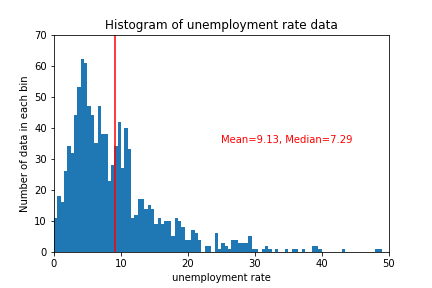 Histogram of unemployment rate data
Number of data in each bin
70
60
50
40
30
20
10
0
Mean=9.13, Median=7.29
0 10 20 30 40 50
unemployment rate